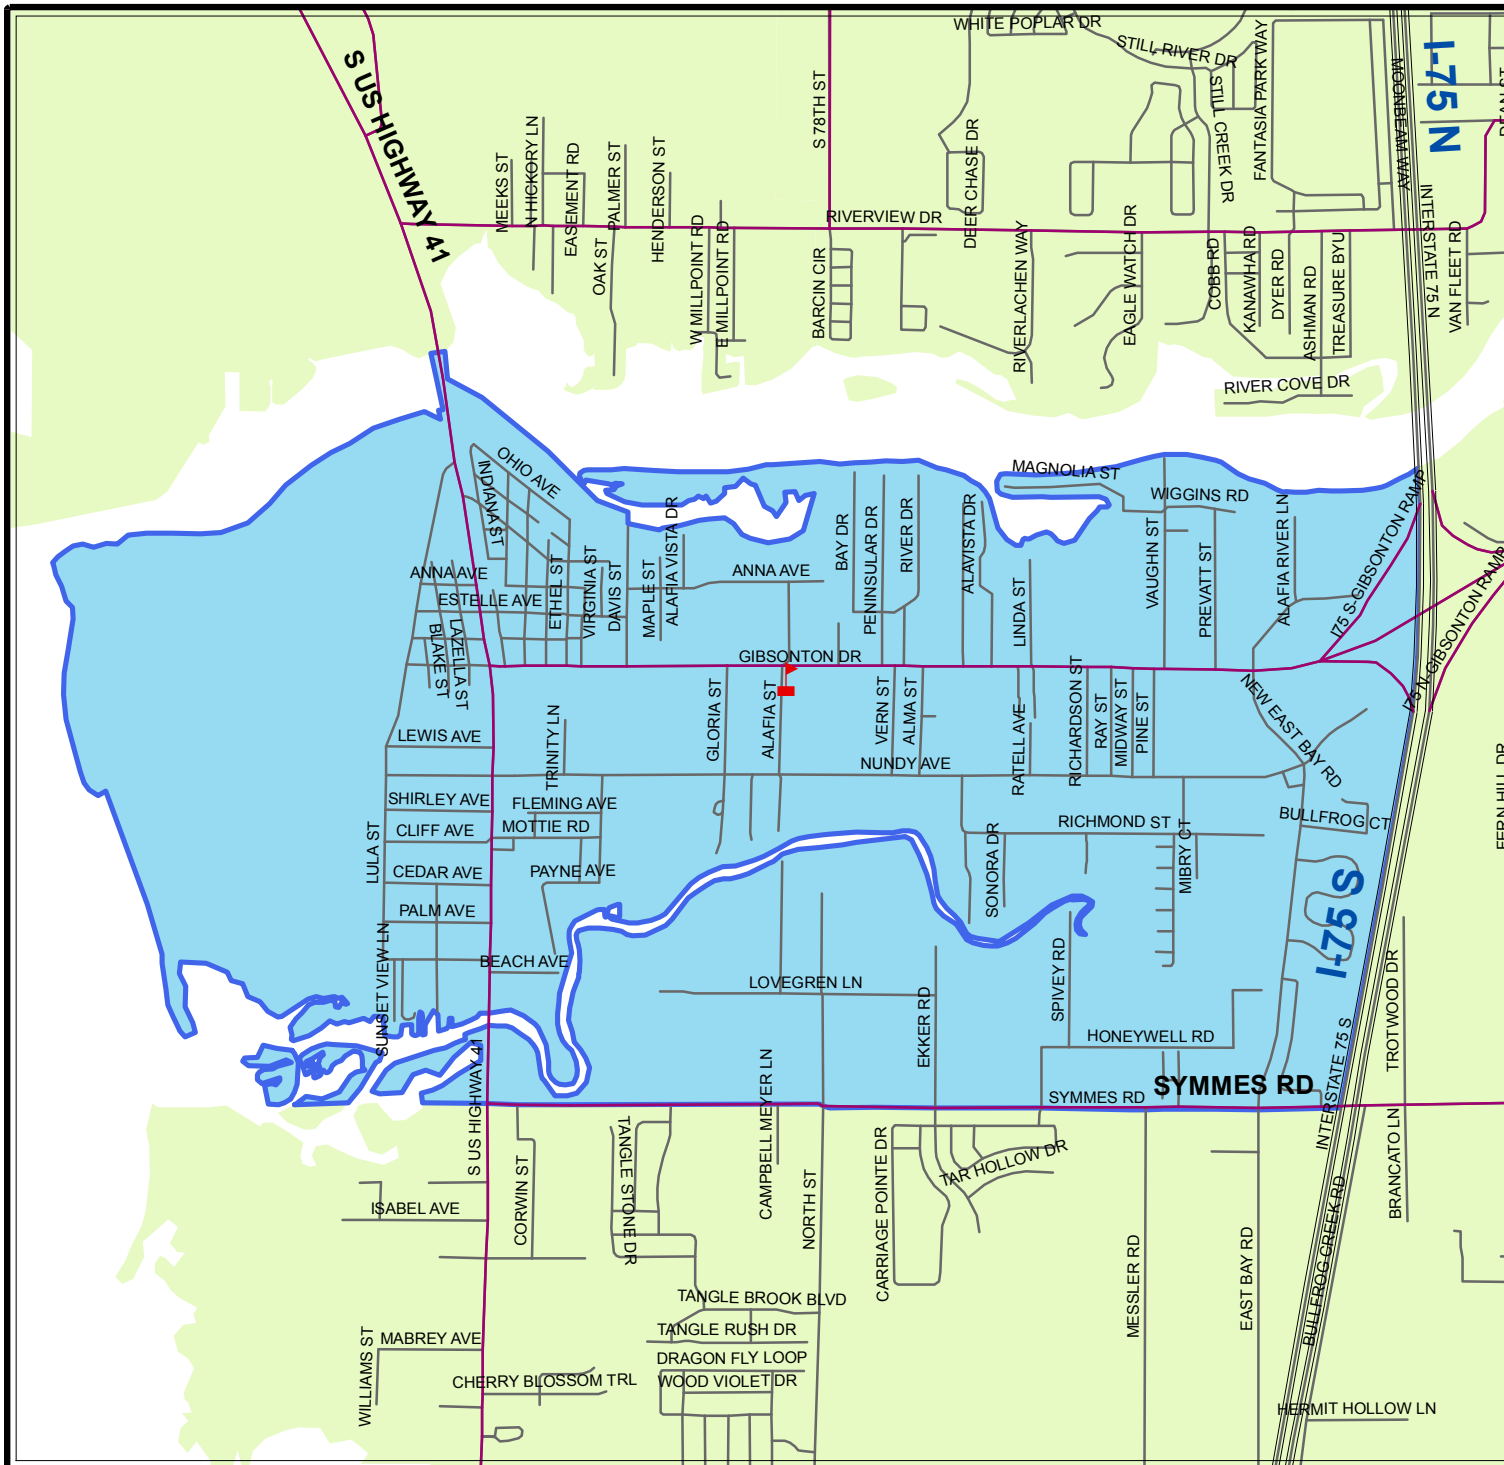 WHITE POPLAR DR
STILL RIVER DR
FANTASIA PARK WAY
I-75 N
S US HIGHWAY 41
S 78TH ST
STILL CREEK DR
MOONBEAM WAY
MEEKS ST
N HICKORY LN
EASEMENT RD
PALMER ST
HENDERSON ST
DEER CHASE DR
RIVERVIEW DR
OAK ST
W MILLPOINT RD
E MILLPOINT RD
BARCIN CIR
RIVERLACHEN WAY
EAGLE WATCH DR
COBB RD
KANAWHA RD
DYER RD
ASHMAN RD
TREASURE BYU
INTERSTATE 75 N
VAN FLEET RD
RIVER COVE DR
OHIO AVE
INDIANA ST
MAGNOLIA ST
WIGGINS RD
I75 S-GIBSONTON RAMP
I75 N-GIBSONTON RAMP
ANNA AVE
ESTELLE AVE
ETHEL ST
VIRGINIA ST
DAVIS ST
MAPLE ST
ALAFIA VISTA DR
ANNA AVE
BAY DR
PENINSULAR DR
RIVER DR
ALAVISTA DR
LINDA ST
VAUGHN ST
PREVATT ST
ALAFIA RIVER LN
BLAKE ST
LAZELLA ST
GIBSONTON DR
LEWIS AVE
TRINITY LN
GLORIA ST
ALAFIA ST
VERN ST
ALMA ST
RATELL AVE
RICHARDSON ST
RAY ST
MIDWAY ST
PINE ST
NEW EAST BAY RD
NUNDY AVE
SHIRLEY AVE
FLEMING AVE
CLIFF AVE
MOTTIE RD
RICHMOND ST
BULLFROG CT
FERN HILL DR
LULA ST
CEDAR AVE
PAYNE AVE
SONORA DR
MIBRY CT
PALM AVE
I-75 S
SUNSET VIEW LN
BEACH AVE
LOVEGREN LN
EKKER RD
SPIVEY RD
HONEYWELL RD
TROTWOOD DR
SYMMES RD
SYMMES RD
S US HIGHWAY 41
CAMPBELL MEYER LN
INTERSTATE 75 S
TANGLE STONE DR
CORWIN ST
NORTH ST
CARRIAGE POINTE DR
TAR HOLLOW DR
BRANCATO LN
ISABEL AVE
MESSLER RD
EAST BAY RD
BULLFROG CREEK RD
TANGLE BROOK BLVD
TANGLE RUSH DR
MABREY AVE
WILLIAMS ST
DRAGON FLY LOOP
CHERRY BLOSSOM TRL
WOOD VIOLET DR
HERMIT HOLLOW LN